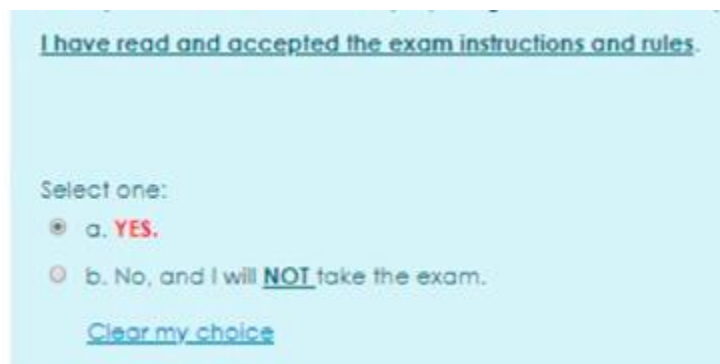 I have read and accepted the exam instructions and rules.
Select one:
a. YES.
b. No, and I will NOT take the exam.
Clear my choice